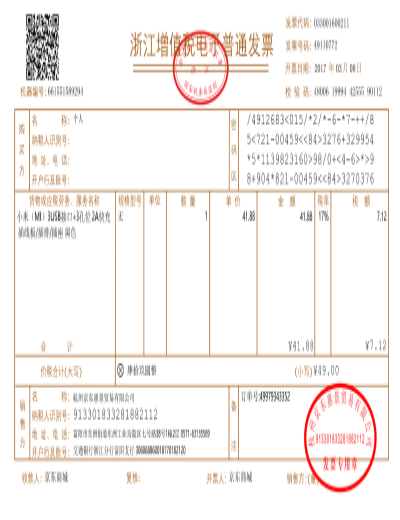 浙江增值税电子普通发票
发票代码: 033001600211
发票号码: 49110772
开票日期: 2017 年 03 月 08 日
机器编号: 661551589294
校 验 码: 48006 18994 42555 90112
购买方
名 称: 个人
纳税人识别号:
地 址、电 话:
开户行及账号:
密码区
/4912683<015/*2/*-6-*7-++/8
5<721-00459<<84>3276+329954
*5*1139823160>98/0+<4-6>*>9
8+904*821=00459<<84>3270376
货物或应税劳务、服务名称 规格型号 单位 数 量 单 价 金 额 税率 税 额
小米（MI）3USB接口+3孔位 2A快充 无 1 41.88 41.88 17% 7.12
插线板/插排/插座 黑色
合 计 ¥41.88 ¥7.12
价税合计(大写) ⊗ 肆拾玖圆整 (小写)¥49.00
销售方
名 称: 杭州京东惠景贸易有限公司
纳税人识别号: 913301833281882112
地 址、电 话:
开户行及账号:
备注
订单号:49979343352
收款人: 京东商城 复核: 开票人: 京东商城 销售方:(章)
杭州京东惠景贸易有限公司
913301833281882112
发票专用章